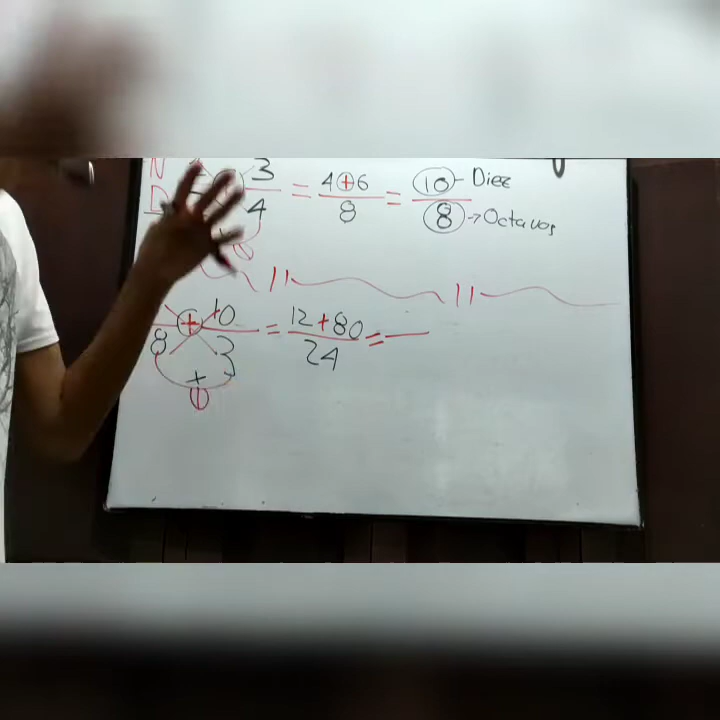 N 3/4 = 4+6/8 = 10/8 - Diez → Octavos
D
+ 10/3 = 12+80/24 =
8
+